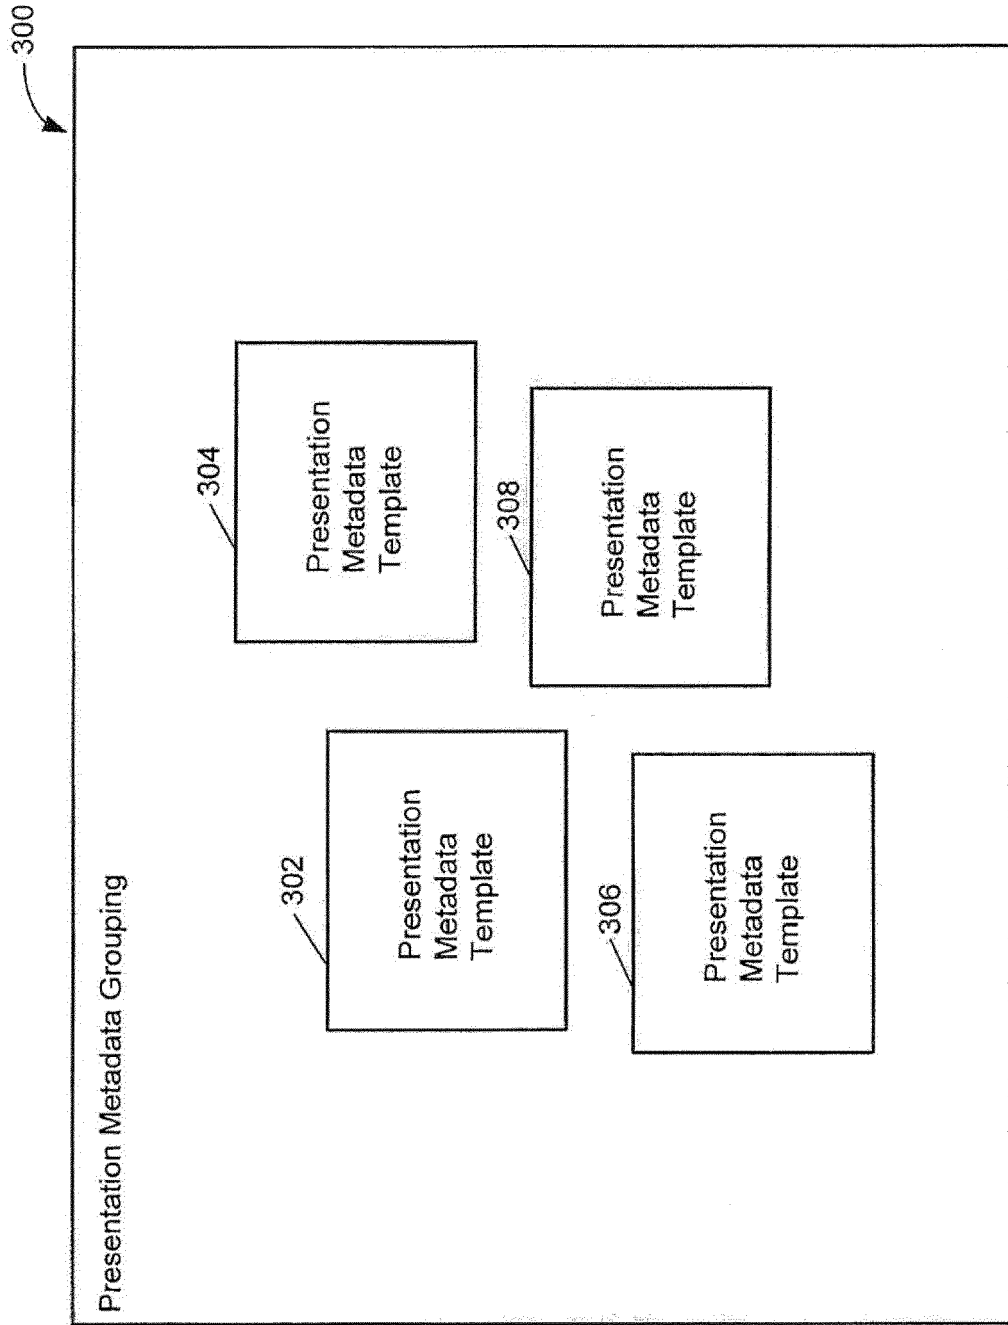 300
Presentation Metadata Grouping
304
Presentation
Metadata
Template
302
Presentation
Metadata
Template
308
Presentation
Metadata
Template
306
Presentation
Metadata
Template